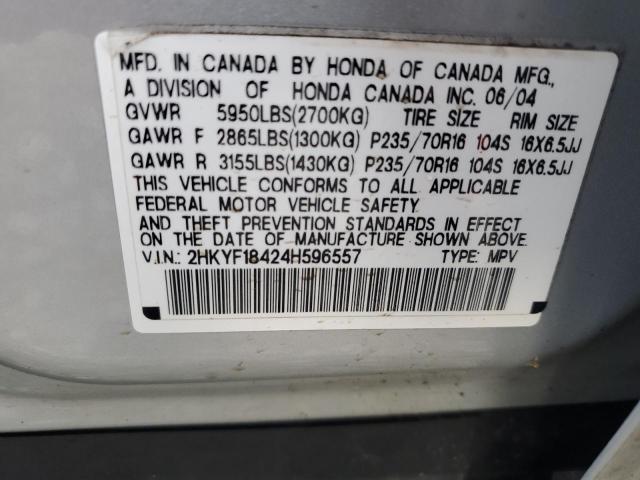 MFD. IN CANADA BY HONDA OF CANADA MFG.,
A DIVISION OF HONDA CANADA INC. 06/04
GVWR 5950LBS(2700KG) TIRE SIZE RIM SIZE
GAWR F 2865LBS(1300KG) P235/70R16 104S 16X6.5JJ
GAWR R 3155LBS(1430KG) P235/70R16 104S 16X6.5JJ
THIS VEHICLE CONFORMS TO ALL APPLICABLE
FEDERAL MOTOR VEHICLE SAFETY
AND THEFT PREVENTION STANDARDS IN EFFECT
ON THE DATE OF MANUFACTURE SHOWN ABOVE.
V.I.N.: 2HKYF18424H596557 TYPE: MPV